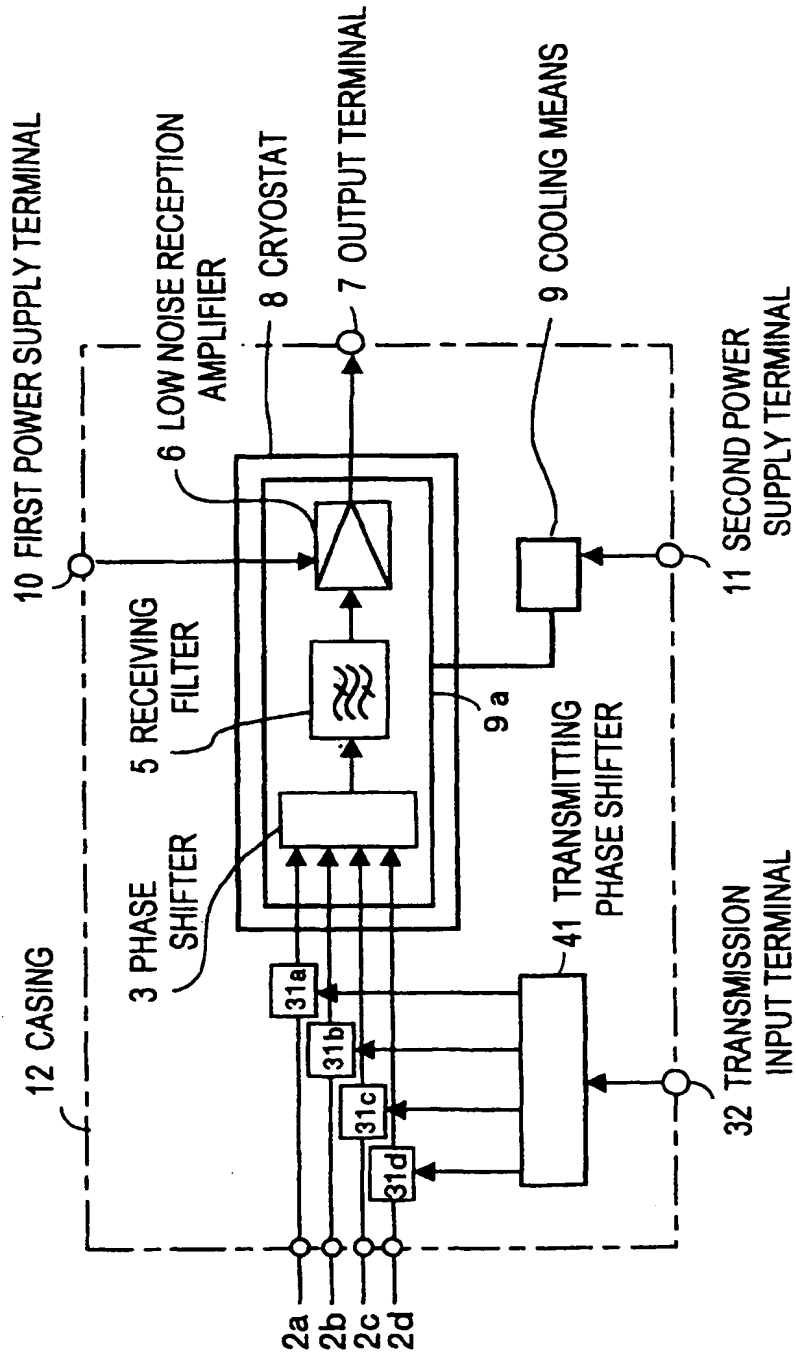 12 CASING
10 FIRST POWER SUPPLY TERMINAL
3 PHASE
SHIFTER
5 RECEIVING
FILTER
6 LOW NOISE RECEPTION
AMPLIFIER
8 CRYOSTAT
7 OUTPUT TERMINAL
2a
2b
2c
2d
31a
31b
31c
31d
9a
9 COOLING MEANS
41 TRANSMITTING
PHASE SHIFTER
32 TRANSMISSION
INPUT TERMINAL
11 SECOND POWER
SUPPLY TERMINAL